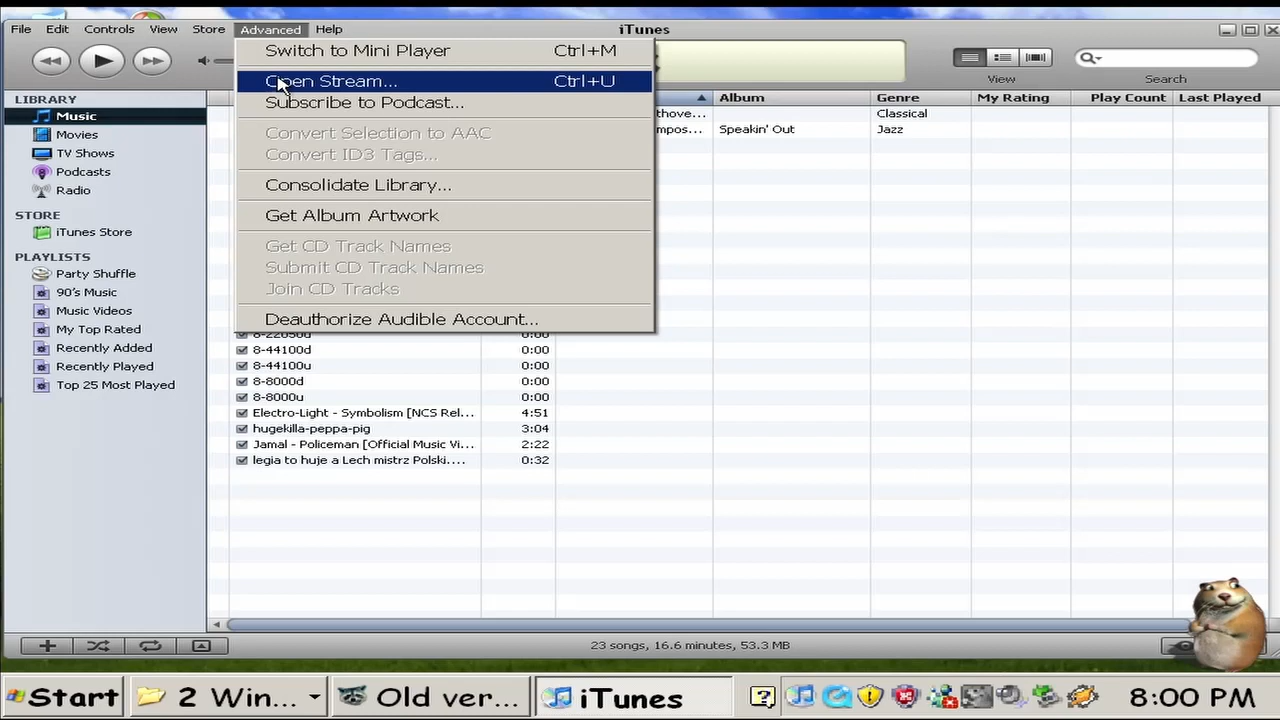 iTunes
File Edit Controls View Store Advanced Help
Switch to Mini Player Ctrl+M
Open Stream... Ctrl+U
Subscribe to Podcast...
Convert Selection to AAC
Convert ID3 Tags...
Consolidate Library...
Get Album Artwork
Get CD Track Names
Submit CD Track Names
Join CD Tracks
Deauthorize Audible Account...
View
Search
LIBRARY
Music
Movies
TV Shows
Podcasts
Radio
STORE
iTunes Store
PLAYLISTS
Party Shuffle
90's Music
Music Videos
My Top Rated
Recently Added
Recently Played
Top 25 Most Played
Album Genre My Rating Play Count Last Played
thove... Classical
mpos... Speakin' Out Jazz
8-22050u 0:00
8-44100d 0:00
8-44100u 0:00
8-8000d 0:00
8-8000u 0:00
Electro-Light - Symbolism [NCS Rel... 4:51
hugekilla-peppa-pig 3:04
Jamal - Policeman [Official Music Vi... 2:22
legia to huje a Lech mistrz Polski.... 0:32
23 songs, 16.6 minutes, 53.3 MB
Start 2 Win... Old ver... iTunes 8:00 PM